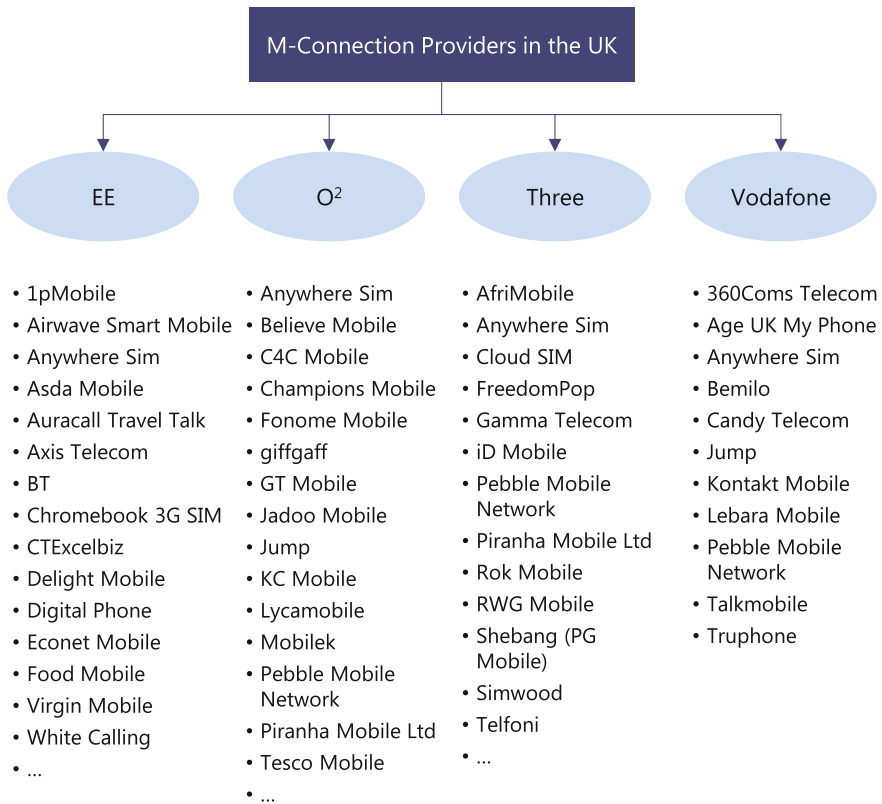 M-Connection Providers in the UK
EE
O²
Three
Vodafone
• 1pMobile
• Airwave Smart Mobile
• Anywhere Sim
• Asda Mobile
• Auracall Travel Talk
• Axis Telecom
• BT
• Chromebook 3G SIM
• CTExcelbiz
• Delight Mobile
• Digital Phone
• Econet Mobile
• Food Mobile
• Virgin Mobile
• White Calling
• ...
• Anywhere Sim
• Believe Mobile
• C4C Mobile
• Champions Mobile
• Fonome Mobile
• giffgaff
• GT Mobile
• Jadoo Mobile
• Jump
• KC Mobile
• Lycamobile
• Mobilek
• Pebble Mobile
Network
• Piranha Mobile Ltd
• Tesco Mobile
• ...
• AfriMobile
• Anywhere Sim
• Cloud SIM
• FreedomPop
• Gamma Telecom
• iD Mobile
• Pebble Mobile
Network
• Piranha Mobile Ltd
• Rok Mobile
• RWG Mobile
• Shebang (PG
Mobile)
• Simwood
• Telfoni
• ...
• 360Coms Telecom
• Age UK My Phone
• Anywhere Sim
• Bemilo
• Candy Telecom
• Jump
• Kontakt Mobile
• Lebara Mobile
• Pebble Mobile
Network
• Talkmobile
• Truphone